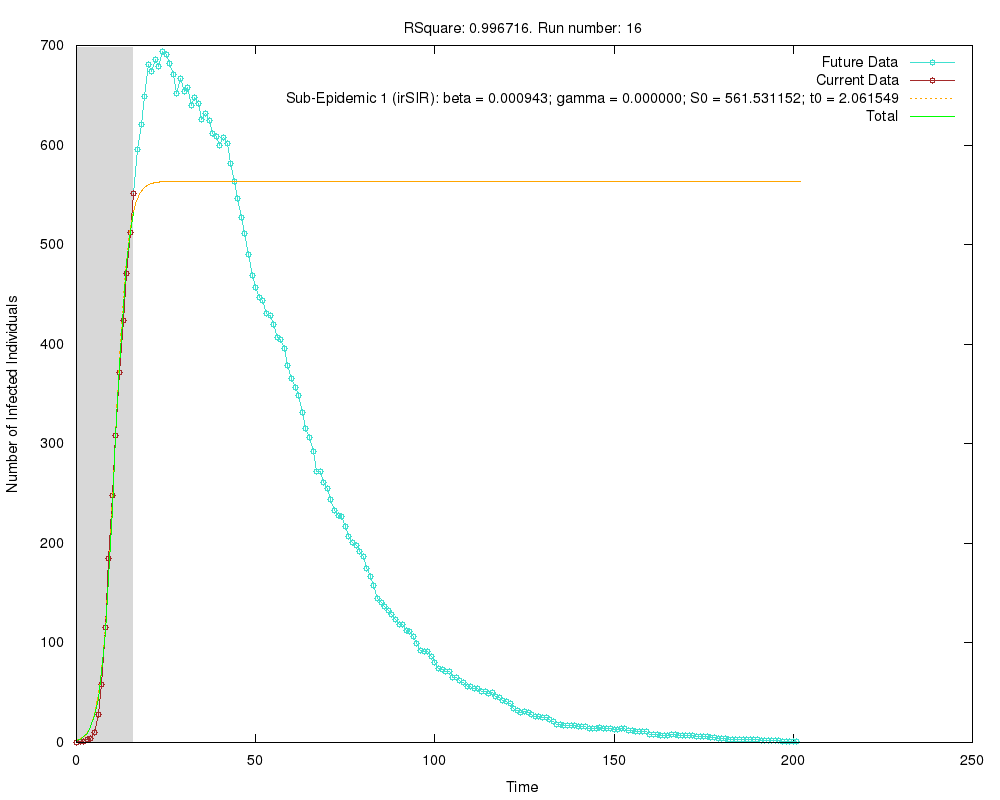 RSquare: 0.996716. Run number: 16
Future Data
Current Data
Sub-Epidemic 1 (irSIR): beta = 0.000943; gamma = 0.000000; S0 = 561.531152; t0 = 2.061549
Total
Number of Infected Individuals
700
600
500
400
300
200
100
0
0 50 100 150 200 250
Time